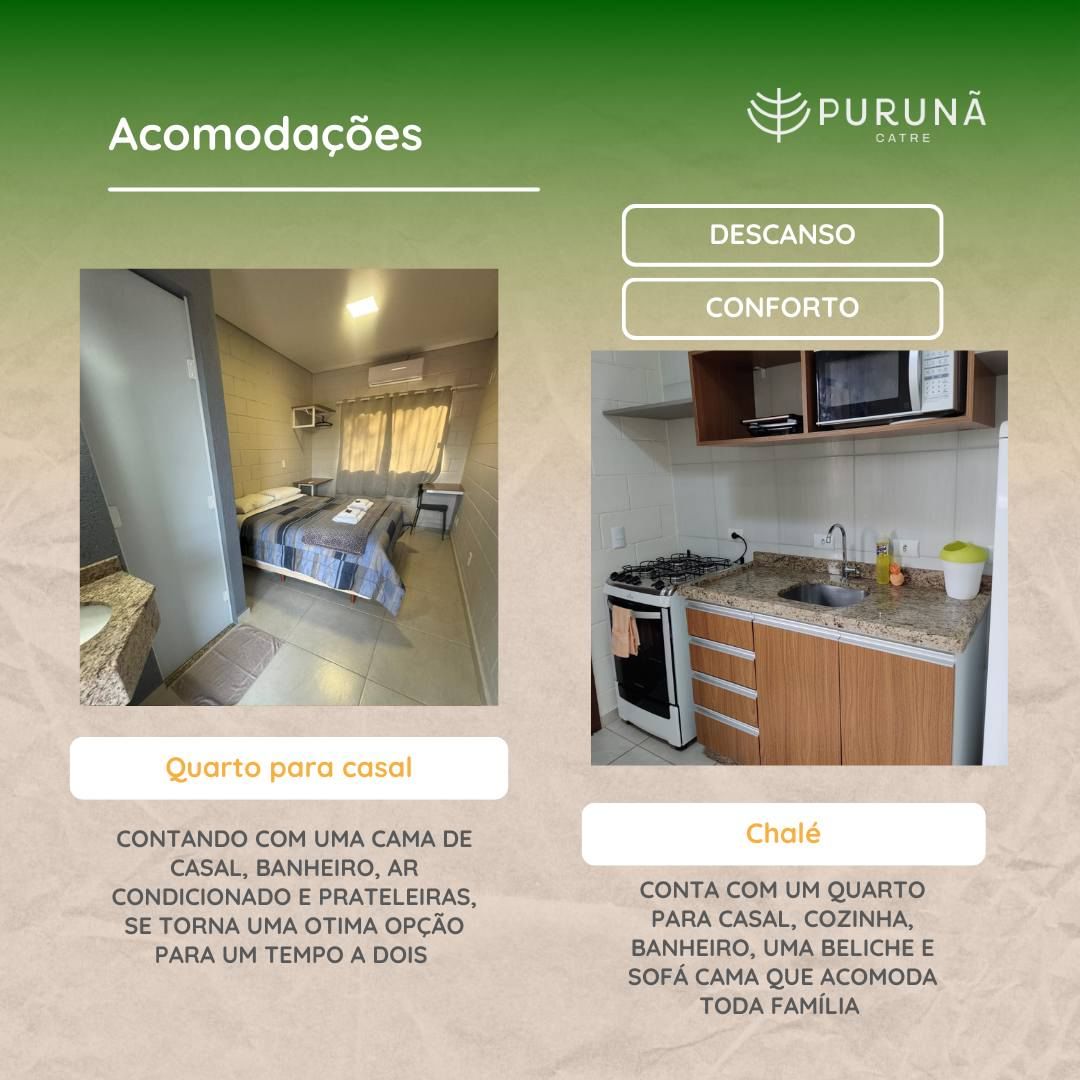 Acomodações
PURUNÃ
CATRE
DESCANSO
CONFORTO
Quarto para casal
CONTANDO COM UMA CAMA DE
CASAL, BANHEIRO, AR
CONDICIONADO E PRATELEIRAS,
SE TORNA UMA OTIMA OPÇÃO
PARA UM TEMPO A DOIS
Chalé
CONTA COM UM QUARTO
PARA CASAL, COZINHA,
BANHEIRO, UMA BELICHE E
SOFÁ CAMA QUE ACOMODA
TODA FAMÍLIA